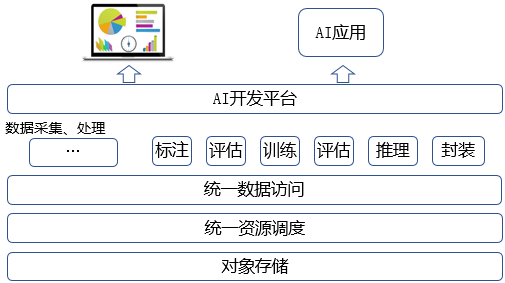 AI应用
AI开发平台
数据采集、处理
… 标注 评估 训练 评估 推理 封装
统一数据访问
统一资源调度
对象存储